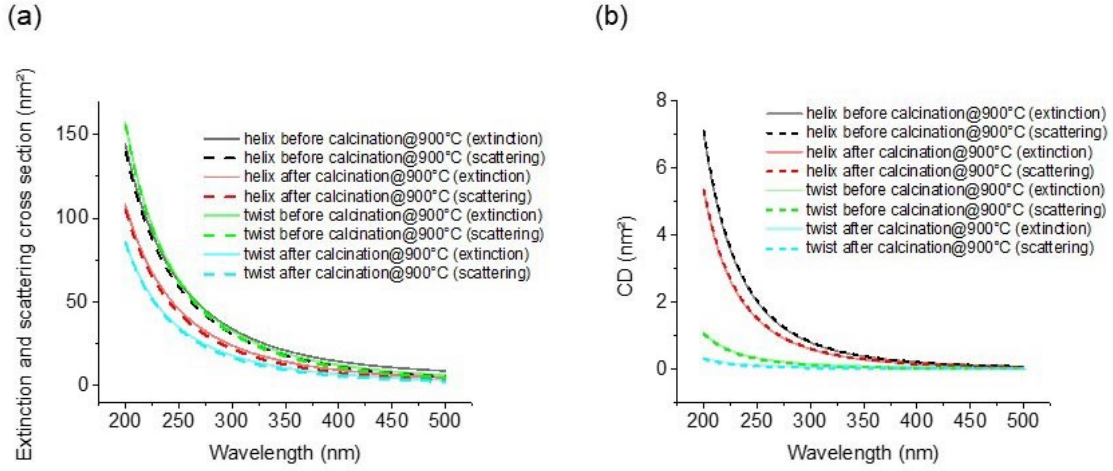 (a)
Extinction and scattering cross section (nm²)
150
100
50
0
200 250 300 350 400 450 500
Wavelength (nm)
helix before calcination@900°C (extinction)
helix before calcination@900°C (scattering)
helix after calcination@900°C (extinction)
helix after calcination@900°C (scattering)
twist before calcination@900°C (extinction)
twist before calcination@900°C (scattering)
twist after calcination@900°C (extinction)
twist after calcination@900°C (scattering)
(b)
CD (nm²)
8
6
4
2
0
200 250 300 350 400 450 500
Wavelength (nm)
helix before calcination@900°C (extinction)
helix before calcination@900°C (scattering)
helix after calcination@900°C (extinction)
helix after calcination@900°C (scattering)
twist before calcination@900°C (extinction)
twist before calcination@900°C (scattering)
twist after calcination@900°C (extinction)
twist after calcination@900°C (scattering)